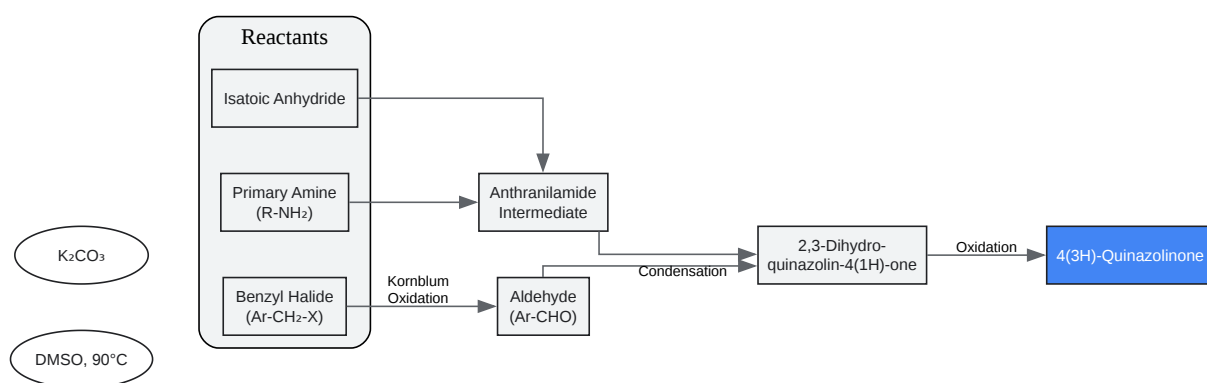 Reactants
Isatoic Anhydride
Primary Amine
(R-NH₂)
Anthranilamide
Intermediate
K₂CO₃
2,3-Dihydro-
quinazolin-4(1H)-one
Oxidation
4(3H)-Quinazolinone
Condensation
Kornblum
Oxidation
Benzyl Halide
(Ar-CH₂-X)
Aldehyde
(Ar-CHO)
DMSO, 90°C